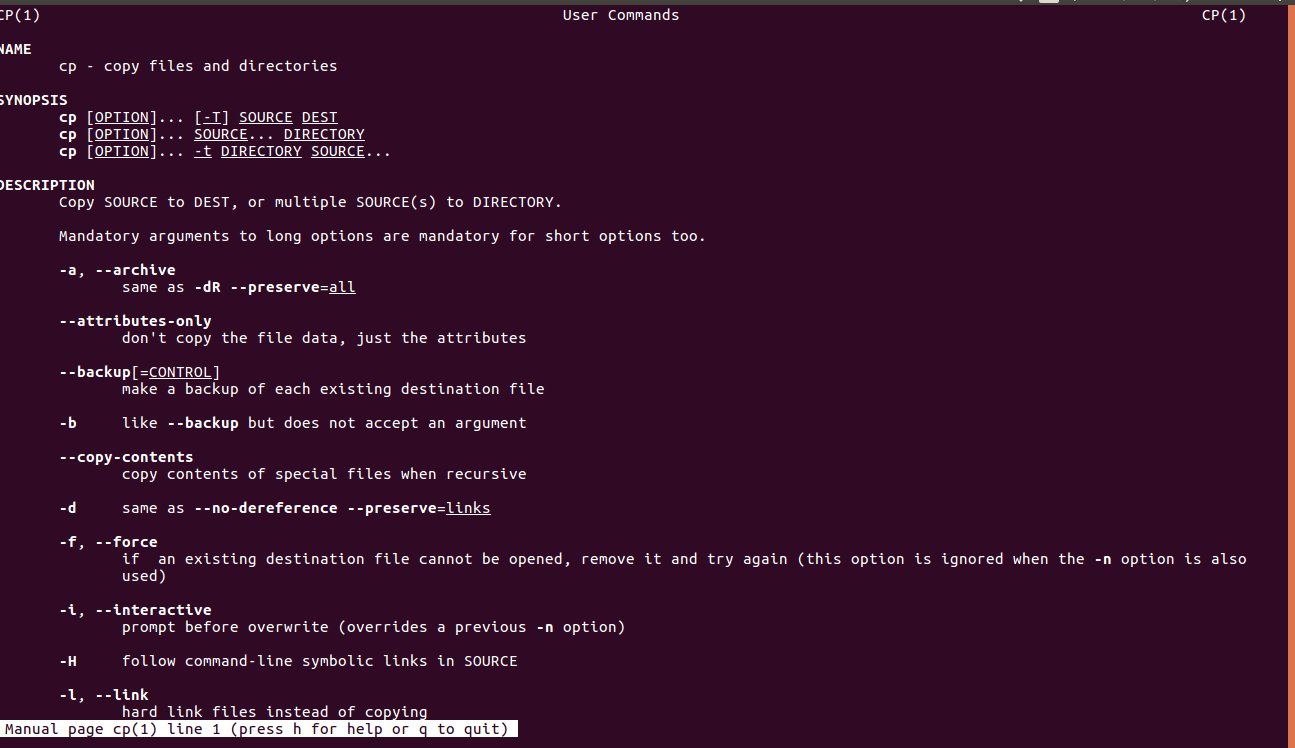 CP(1) User Commands CP(1)
NAME
cp - copy files and directories
SYNOPSIS
cp [OPTION]... [-T] SOURCE DEST
cp [OPTION]... SOURCE... DIRECTORY
cp [OPTION]... -t DIRECTORY SOURCE...
DESCRIPTION
Copy SOURCE to DEST, or multiple SOURCE(s) to DIRECTORY.
Mandatory arguments to long options are mandatory for short options too.
-a, --archive
same as -dR --preserve=all
--attributes-only
don't copy the file data, just the attributes
--backup[=CONTROL]
make a backup of each existing destination file
-b like --backup but does not accept an argument
--copy-contents
copy contents of special files when recursive
-d same as --no-dereference --preserve=links
-f, --force
if  an existing destination file cannot be opened, remove it and try again (this option is ignored when the -n option is also
used)
-i, --interactive
prompt before overwrite (overrides a previous -n option)
-H follow command-line symbolic links in SOURCE
-l, --link
hard link files instead of copying
Manual page cp(1) line 1 (press h for help or q to quit)